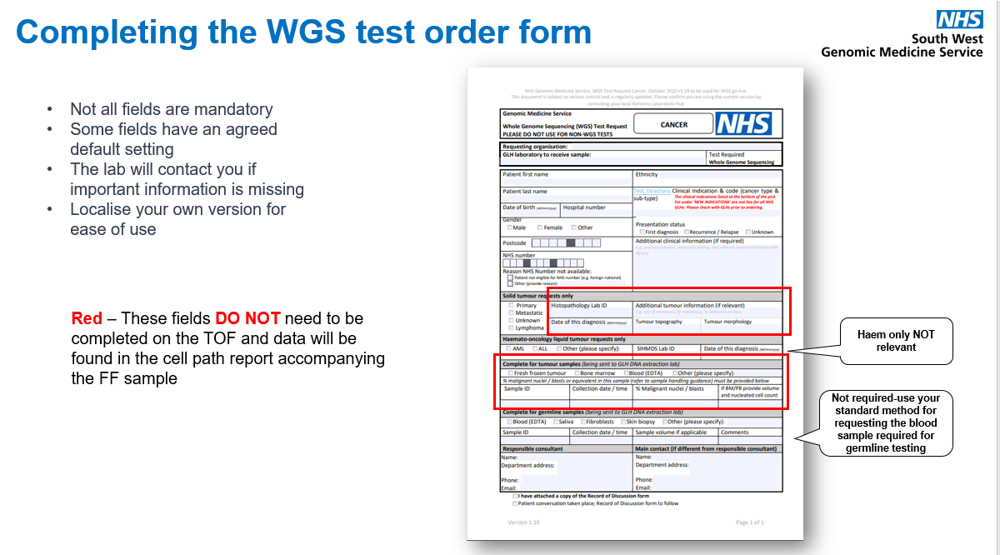 Completing the WGS test order form
NHS
South West
Genomic Medicine Service
• Not all fields are mandatory
• Some fields have an agreed
default setting
• The lab will contact you if
important information is missing
• Localise your own version for
ease of use
Red – These fields DO NOT need to be
completed on the TOF and data will be
found in the cell path report accompanying
the FF sample
NHS Genomic Medicine Service, WGS Test Request Cancer, October 2022 v1.19 to be used for WGS go-live
This document is subject to version control and is regularly updated. Please confirm you are using the current version by
contacting your local Genomic Laboratory Hub
Genomic Medicine Service
Whole Genome Sequencing (WGS) Test Request
PLEASE DO NOT USE FOR NON-WGS TESTS
CANCER
NHS
Requesting organisation:
GLH laboratory to receive sample:
Test Required
Whole Genome Sequencing
Patient first name
Ethnicity
Patient last name
Test Directory Clinical Indication & code (cancer type &
sub-type)
The clinical indications listed at the bottom of the pick
list under 'NEW INDICATIONS' are not live for all NHS
GLHs. Please check with GLHs prior to ordering.
Date of birth (dd/mm/yyyy) Hospital number
Gender
Male Female Other
Presentation status
First diagnosis Recurrence / Relapse Unknown
Postcode
Additional clinical information (if required)
e.g. previous tumours, molecular testing, and relevant treatment history with
NHS number
Reason NHS Number not available:
Patient not eligible for NHS number (e.g. foreign national)
Other (provide reason):
Solid tumour requests only
Primary
Metastatic
Unknown
Lymphoma
Histopathology Lab ID
Additional tumour information (if relevant)
e.g. site of metastasis (if metastatic), or unknown primary
Date of this diagnosis (dd/mm/yyyy)
Tumour topography
Tumour morphology
Haemato-oncology liquid tumour requests only
AML ALL Other (please specify):
SIHMDS Lab ID
Date of this diagnosis (dd/mm/yyyy)
Complete for tumour samples (being sent to GLH DNA extraction lab)
Fresh frozen tumour Bone marrow Blood (EDTA) Other (please specify):
% malignant nuclei / blasts or equivalent in this sample (refer to sample handling guidance) must be provided below
Sample ID
Collection date / time
% Malignant nuclei / blasts
If BM/PB provide volume
and nucleated cell count
Complete for germline samples (being sent to GLH DNA extraction lab)
Blood (EDTA) Saliva Fibroblasts Skin biopsy Other (please specify):
Sample ID
Collection date / time
Sample volume if applicable
Comments
Responsible consultant
Main contact (if different from responsible consultant)
Name:
Department address:
Phone:
Email:
Name:
Department address:
Phone:
Email:
I have attached a copy of the Record of Discussion form
Patient conversation taken place; Record of Discussion form to follow
Version 1.19
Page 1 of 1
Haem only NOT
relevant
Not required-use your
standard method for
requesting the blood
sample required for
germline testing